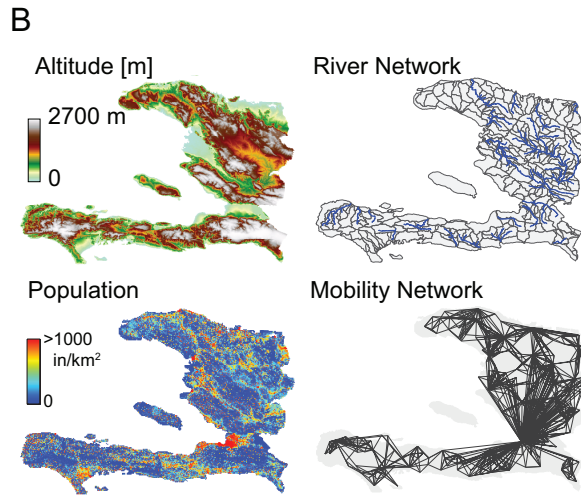 B
Altitude [m]
2700 m
0
River Network
Population
>1000
in/km²
0
Mobility Network